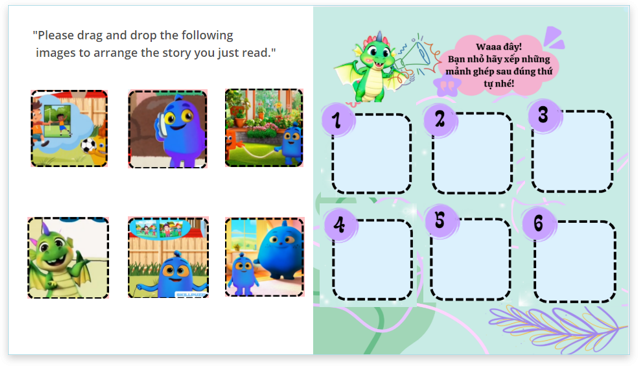 "Please drag and drop the following
images to arrange the story you just read."
Waaa đây!
Bạn nhỏ hãy xếp những
mảnh ghép sau đúng thứ
tự nhé!
1
2
3
4
5
6